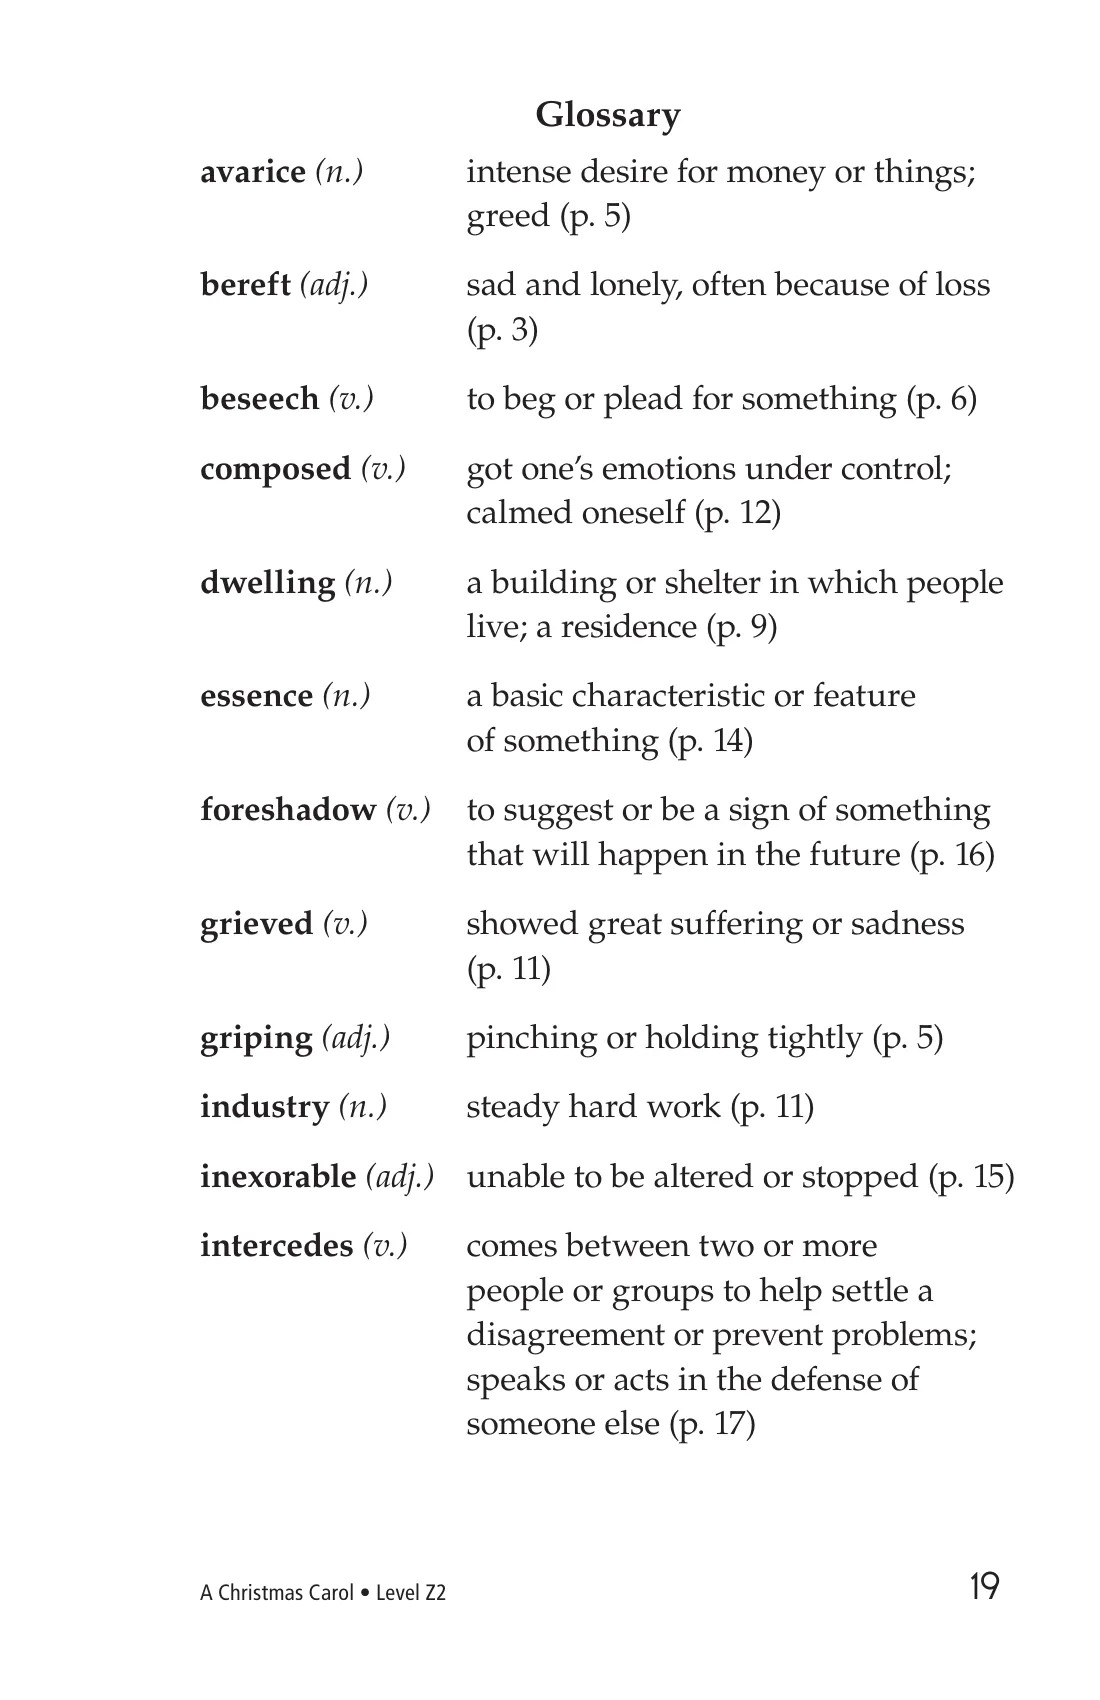 Glossary
avarice (n.) intense desire for money or things;
greed (p. 5)
bereft (adj.) sad and lonely, often because of loss
(p. 3)
beseech (v.) to beg or plead for something (p. 6)
composed (v.) got one’s emotions under control;
calmed oneself (p. 12)
dwelling (n.) a building or shelter in which people
live; a residence (p. 9)
essence (n.) a basic characteristic or feature
of something (p. 14)
foreshadow (v.) to suggest or be a sign of something
that will happen in the future (p. 16)
grieved (v.) showed great suffering or sadness
(p. 11)
griping (adj.) pinching or holding tightly (p. 5)
industry (n.) steady hard work (p. 11)
inexorable (adj.) unable to be altered or stopped (p. 15)
intercedes (v.) comes between two or more
people or groups to help settle a
disagreement or prevent problems;
speaks or acts in the defense of
someone else (p. 17)
A Christmas Carol • Level Z2 19